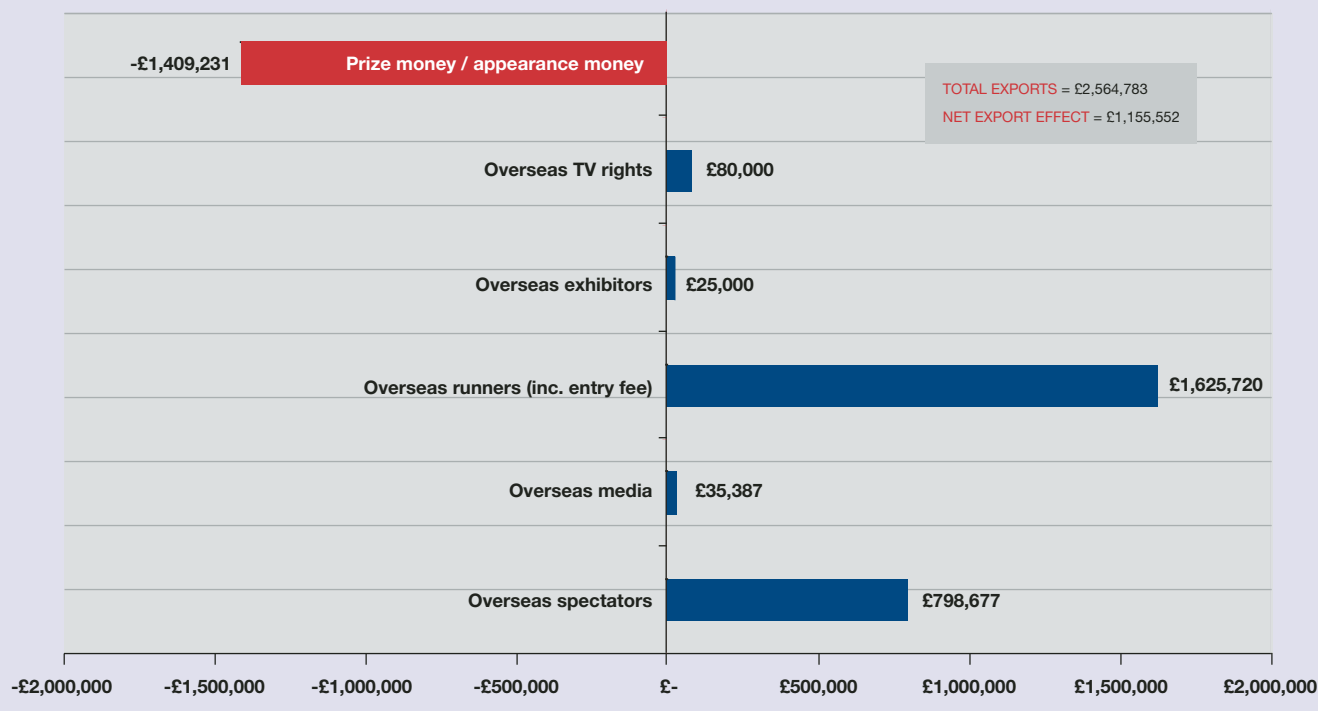 -£1,409,231 Prize money / appearance money
TOTAL EXPORTS = £2,564,783
NET EXPORT EFFECT = £1,155,552
Overseas TV rights £80,000
Overseas exhibitors £25,000
Overseas runners (inc. entry fee) £1,625,720
Overseas media £35,387
Overseas spectators £798,677
-£2,000,000 -£1,500,000 -£1,000,000 -£500,000 £- £500,000 £1,000,000 £1,500,000 £2,000,000